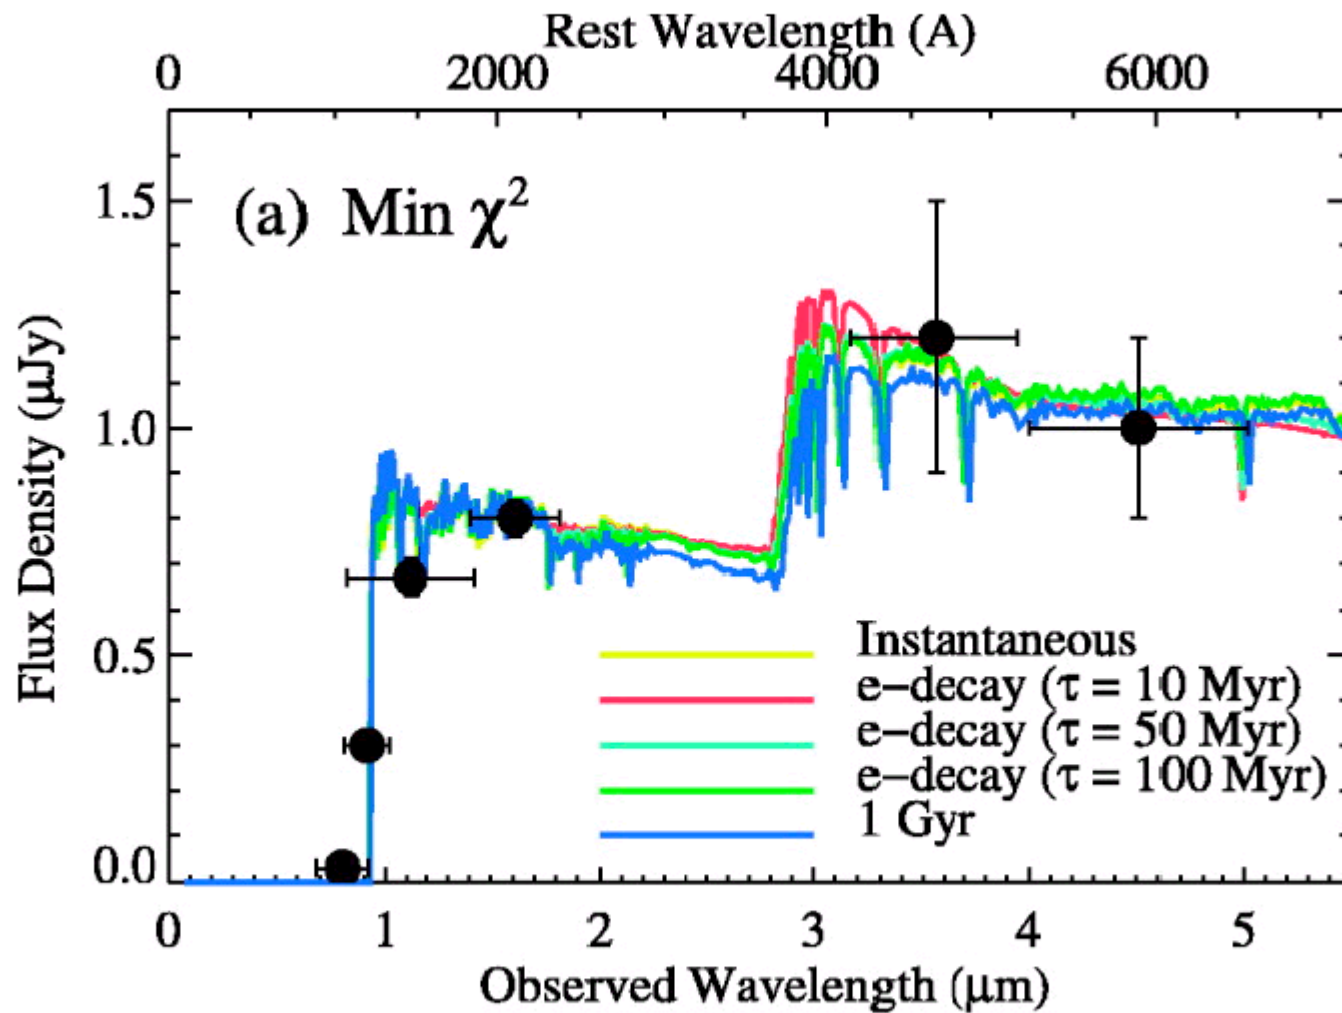 Rest Wavelength (A)
0 2000 4000 6000
(a) Min χ²
1.5
1.0
0.5
0.0
Flux Density (μJy)
Instantaneous
e-decay (τ = 10 Myr)
e-decay (τ = 50 Myr)
e-decay (τ = 100 Myr)
1 Gyr
0 1 2 3 4 5
Observed Wavelength (μm)